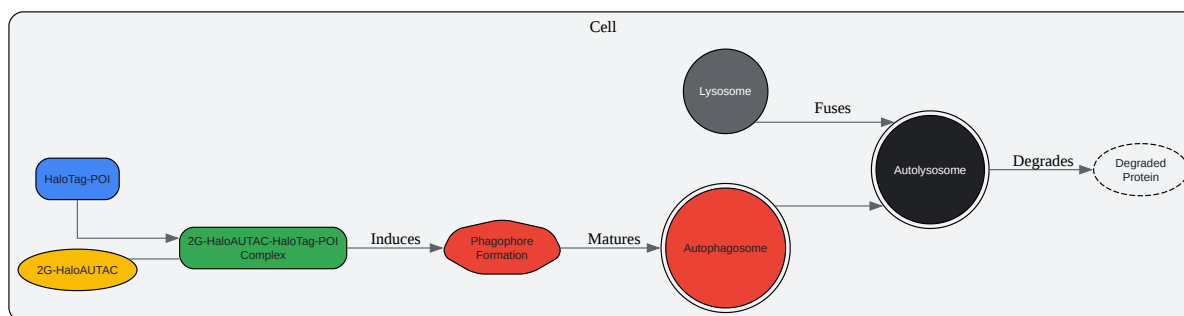 Cell
Lysosome
Fuses
HaloTag-POI
Autolysosome
Degrades
Degraded
Protein
2G-HaloAUTAC-HaloTag-POI
Complex
Induces
Phagophore
Formation
Matures
Autophagosome
2G-HaloAUTAC